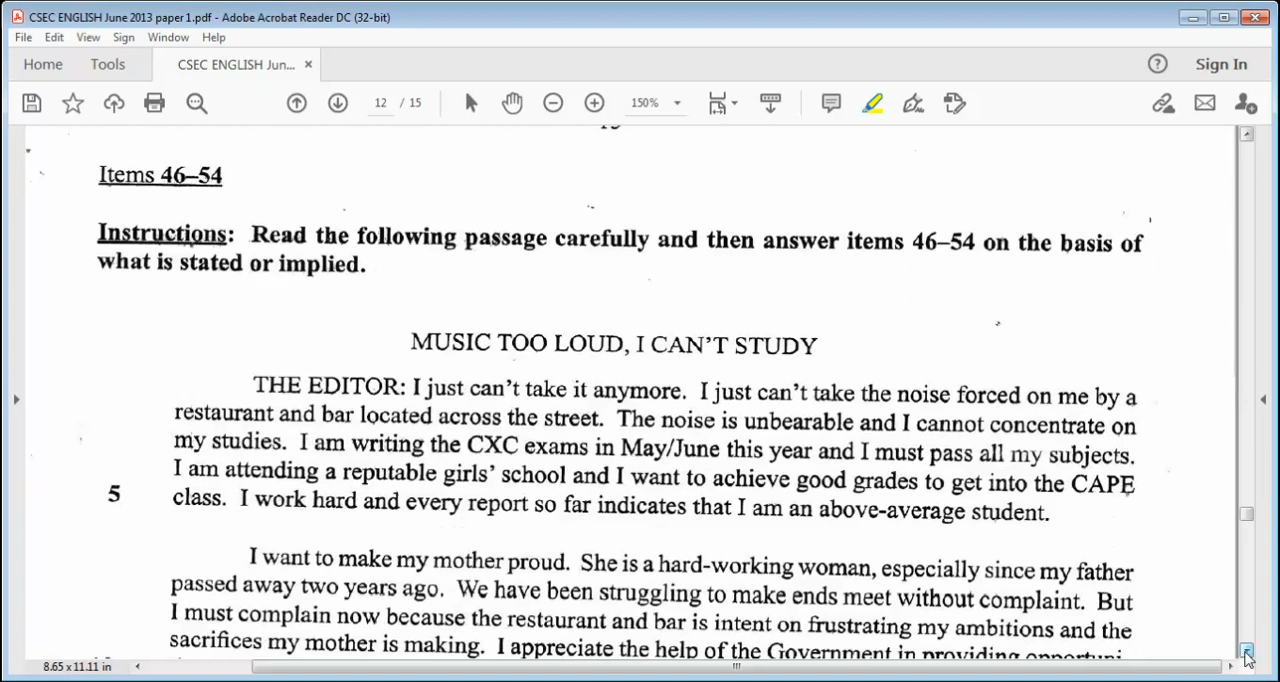 CSEC ENGLISH June 2013 paper 1.pdf - Adobe Acrobat Reader DC (32-bit)
File Edit View Sign Window Help
Home Tools CSEC ENGLISH Jun... × Sign In
12 / 15 150%
Items 46–54
Instructions: Read the following passage carefully and then answer items 46–54 on the basis of
what is stated or implied.
MUSIC TOO LOUD, I CAN'T STUDY
THE EDITOR: I just can't take it anymore. I just can't take the noise forced on me by a
restaurant and bar located across the street. The noise is unbearable and I cannot concentrate on
my studies. I am writing the CXC exams in May/June this year and I must pass all my subjects.
I am attending a reputable girls' school and I want to achieve good grades to get into the CAPE
5 class. I work hard and every report so far indicates that I am an above-average student.
I want to make my mother proud. She is a hard-working woman, especially since my father
passed away two years ago. We have been struggling to make ends meet without complaint. But
I must complain now because the restaurant and bar is intent on frustrating my ambitions and the
sacrifices my mother is making. I appreciate the help of the Government in providing opportuni
8.65 x 11.11 in